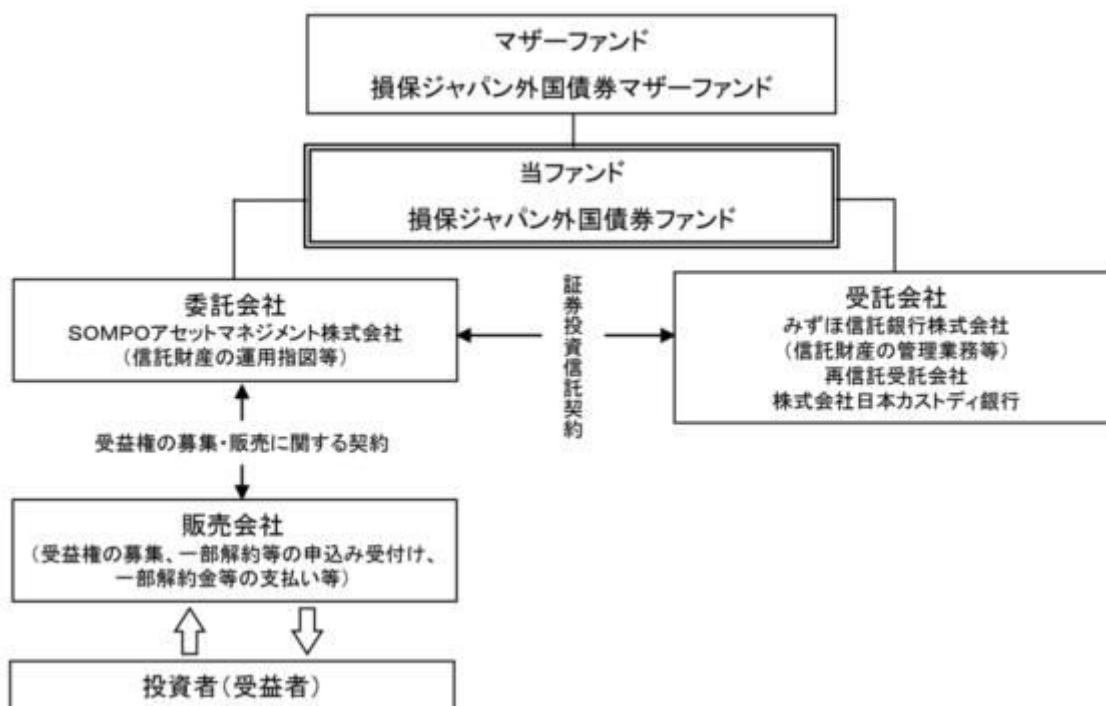 マザーファンド
損保ジャパン外国債券マザーファンド
当ファンド
損保ジャパン外国債券ファンド
委託会社
SOMPOアセットマネジメント株式会社
(信託財産の運用指図等)
証券投資信託契約
受託会社
みずほ信託銀行株式会社
(信託財産の管理業務等)
再信託受託会社
株式会社日本カストディ銀行
受益権の募集・販売に関する契約
販売会社
(受益権の募集、一部解約等の申込み受付け、
一部解約金等の支払い等)
投資者(受益者)